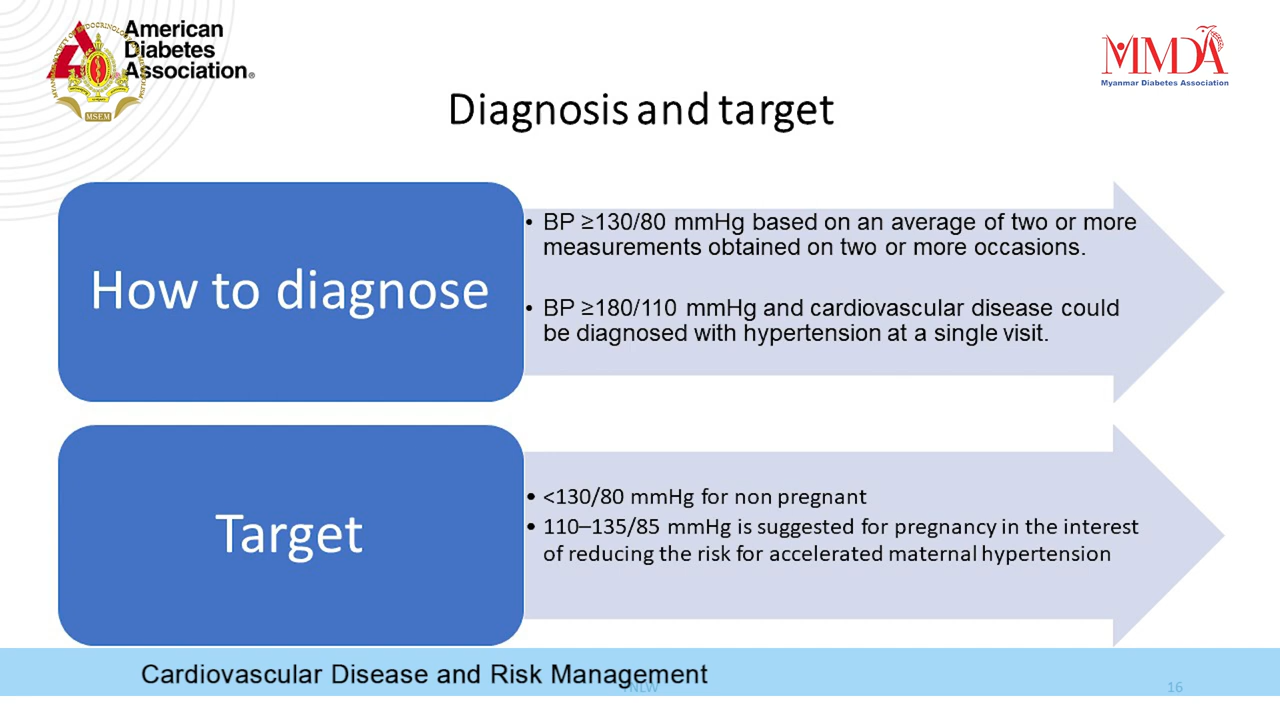 American
Diabetes
Association®
MSEM
MMDA
Myanmar Diabetes Association
Diagnosis and target
How to diagnose
• BP ≥130/80 mmHg based on an average of two or more
measurements obtained on two or more occasions.
• BP ≥180/110 mmHg and cardiovascular disease could
be diagnosed with hypertension at a single visit.
Target
• <130/80 mmHg for non pregnant
• 110–135/85 mmHg is suggested for pregnancy in the interest
of reducing the risk for accelerated maternal hypertension
Cardiovascular Disease and Risk Management
16